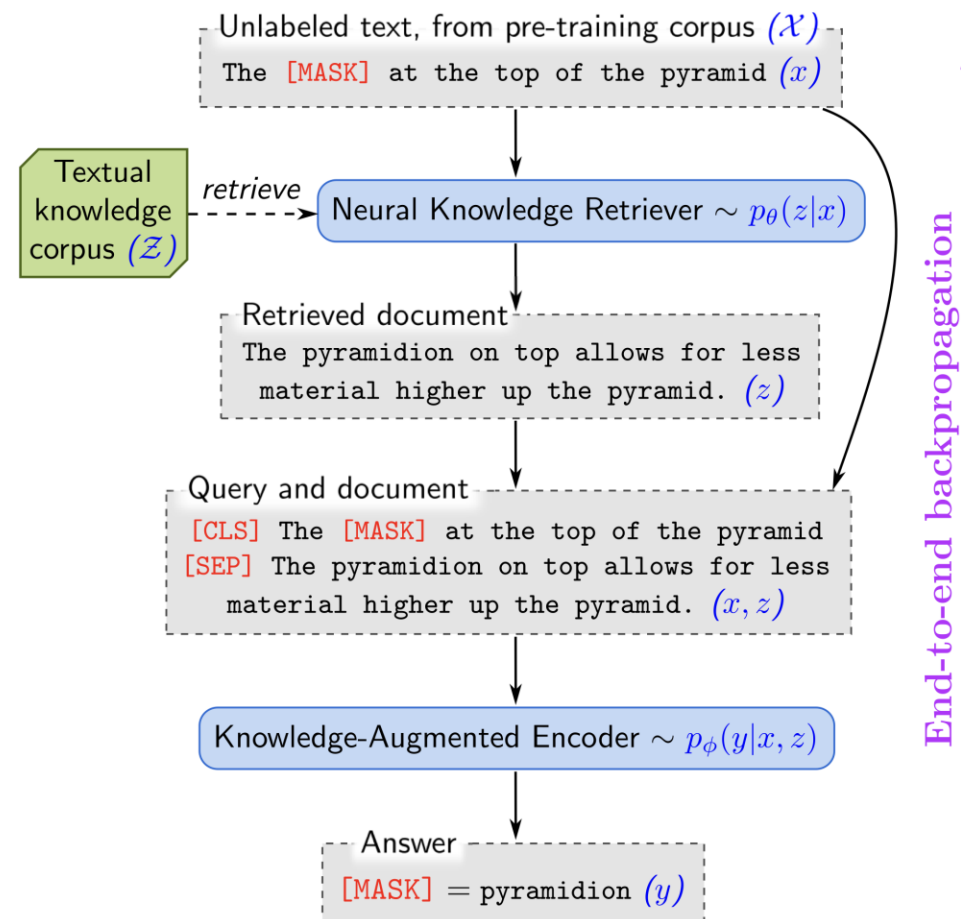 Unlabeled text, from pre-training corpus (𝒳)
The [MASK] at the top of the pyramid (x)
Textual
knowledge
corpus (𝒵)
retrieve
Neural Knowledge Retriever ∼ pθ(z|x)
Retrieved document
The pyramidion on top allows for less
material higher up the pyramid. (z)
Query and document
[CLS] The [MASK] at the top of the pyramid
[SEP] The pyramidion on top allows for less
material higher up the pyramid. (x, z)
Knowledge-Augmented Encoder ∼ pϕ(y|x, z)
Answer
[MASK] = pyramidion (y)
End-to-end backpropagation